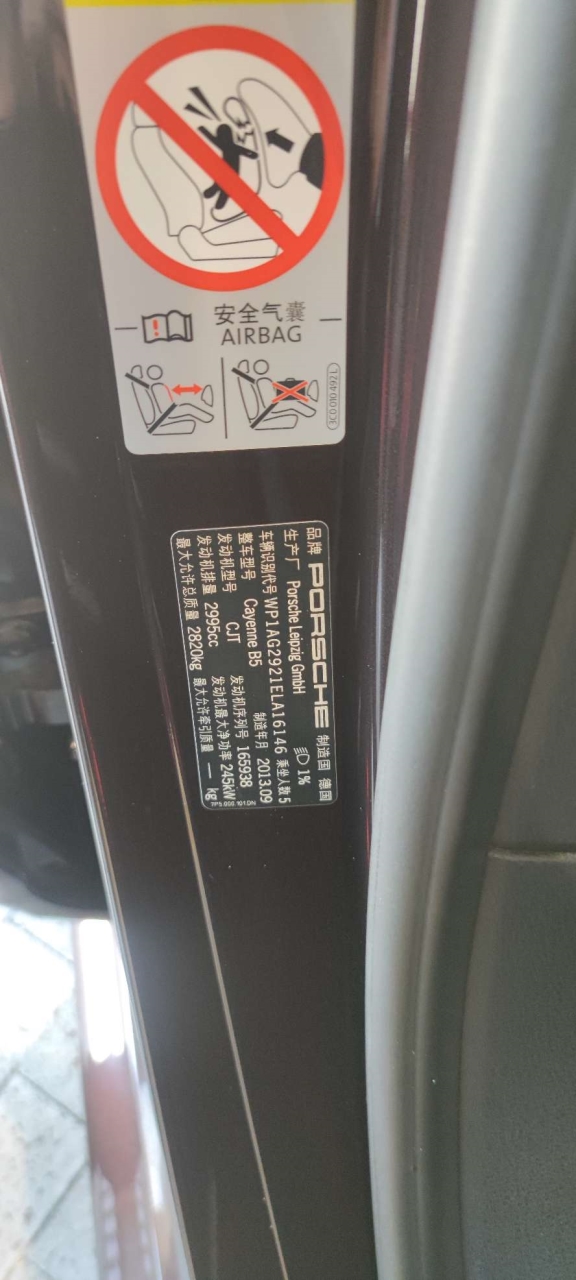 安全气囊
AIRBAG
3C0.010.492.L
品牌 PORSCHE 制造国 德国
生产厂 Porsche Leipzig GmbH 1%
车辆识别代号 WP1AG2921ELA16146 乘坐人数 5
整车型号 Cayenne B5 制造年月 2013.09
发动机型号 CJT 发动机序列号 165938
发动机排量 2995cc 发动机最大净功率 245kW
最大允许总质量 2820kg 最大允许牵引质量 — kg